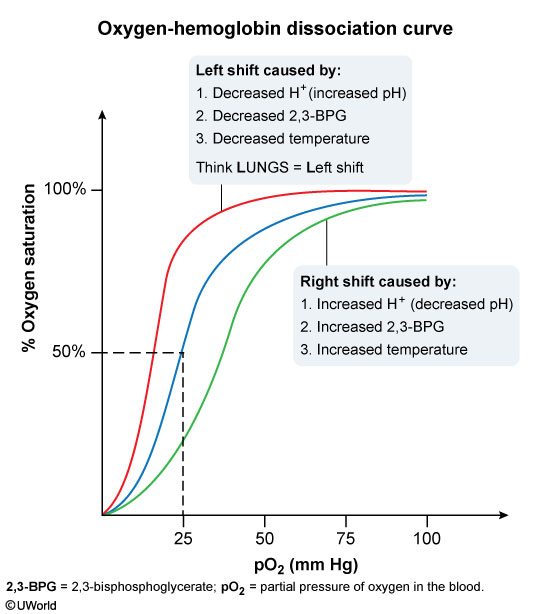 Oxygen-hemoglobin dissociation curve
Left shift caused by:
1. Decreased H⁺ (increased pH)
2. Decreased 2,3-BPG
3. Decreased temperature
Think LUNGS = Left shift
100%
% Oxygen saturation
Right shift caused by:
1. Increased H⁺ (decreased pH)
2. Increased 2,3-BPG
3. Increased temperature
50%
25 50 75 100
pO₂ (mm Hg)
2,3-BPG = 2,3-bisphosphoglycerate; pO₂ = partial pressure of oxygen in the blood.
©UWorld